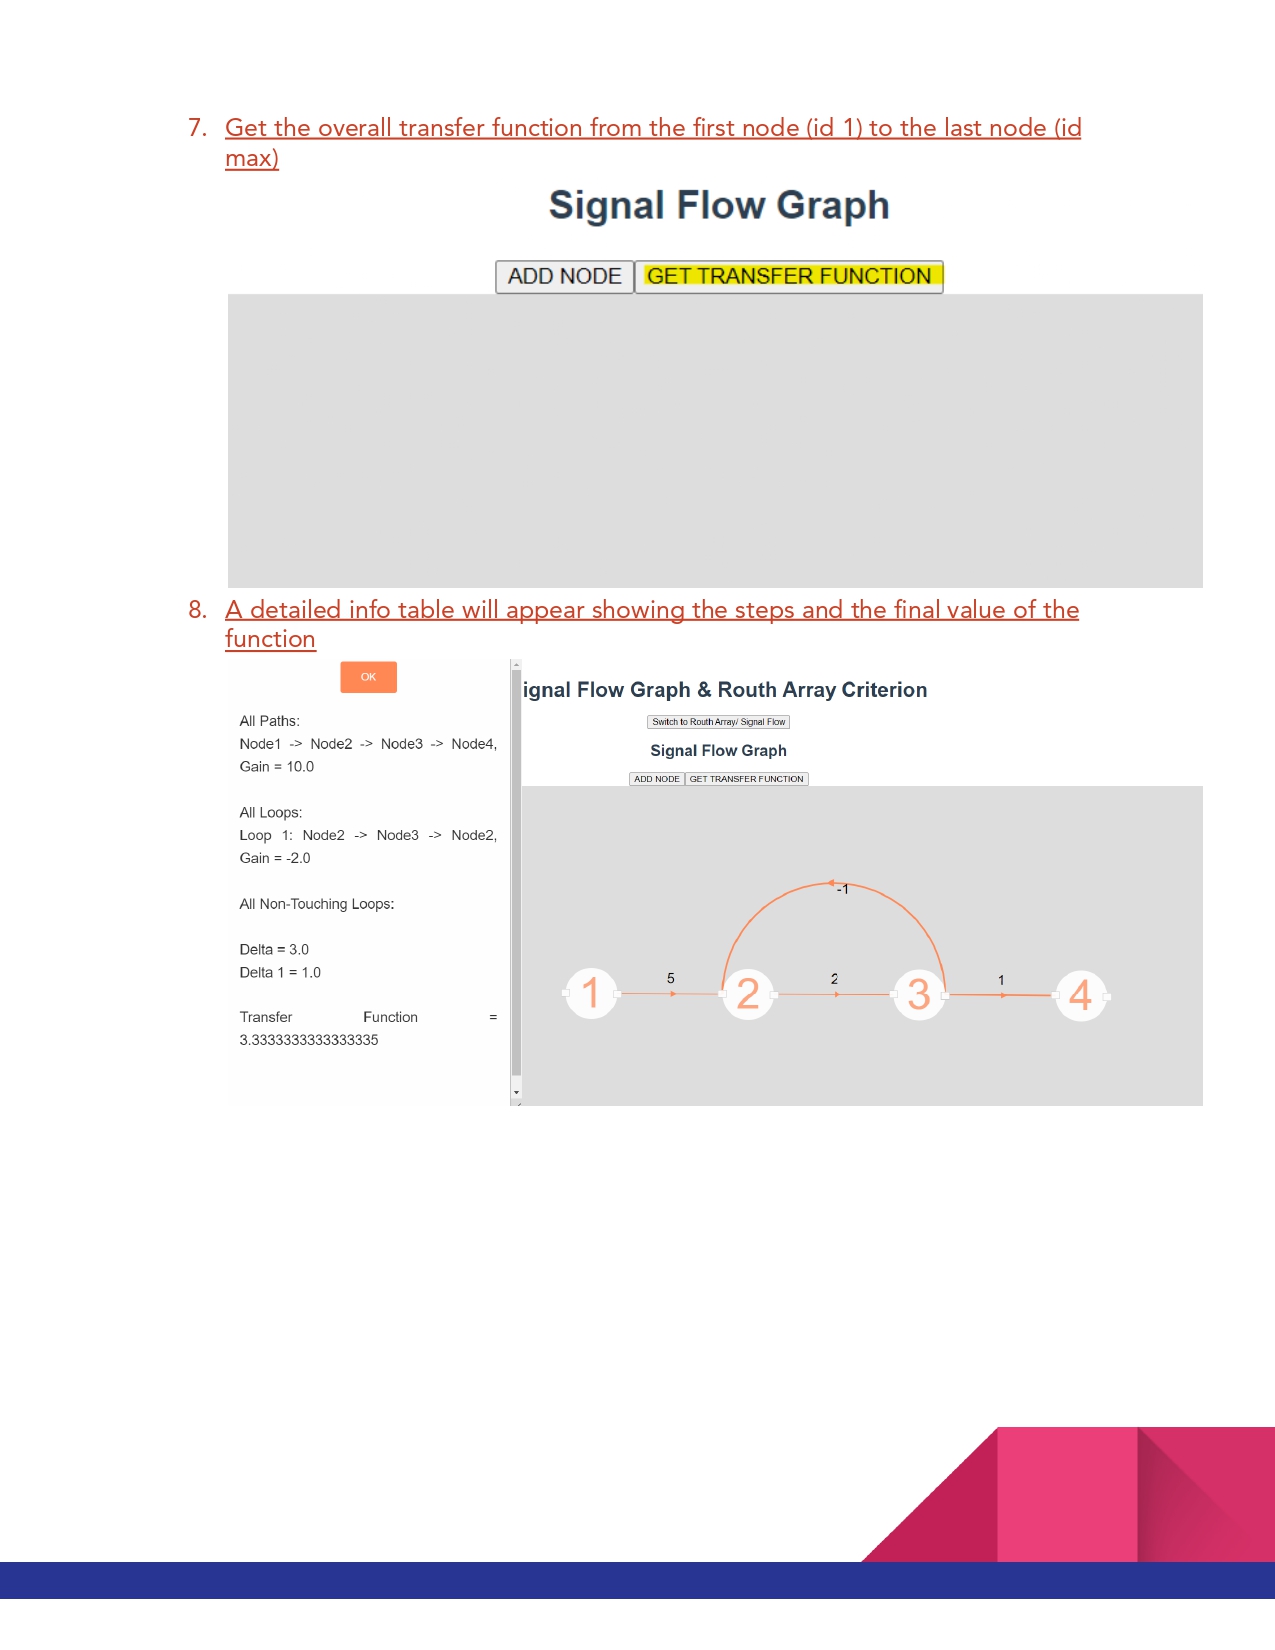 7. Get the overall transfer function from the first node (id 1) to the last node (id
max)
Signal Flow Graph
ADD NODE GET TRANSFER FUNCTION
8. A detailed info table will appear showing the steps and the final value of the
function
OK
All Paths:
Node1 -> Node2 -> Node3 -> Node4,
Gain = 10.0
All Loops:
Loop 1: Node2 -> Node3 -> Node2,
Gain = -2.0
All Non-Touching Loops:
Delta = 3.0
Delta 1 = 1.0
Transfer Function =
3.3333333333333335
ignal Flow Graph & Routh Array Criterion
Switch to Routh Array/ Signal Flow
Signal Flow Graph
ADD NODE GET TRANSFER FUNCTION
-1
5 2 1
1 2 3 4